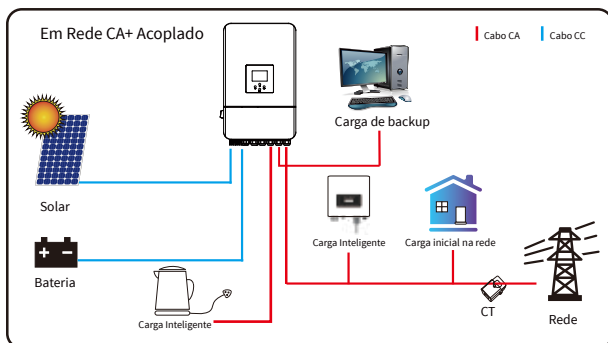 Em Rede CA+ Acoplado
Cabo CA
Cabo CC
Carga de backup
Solar
Carga Inteligente
Carga inicial na rede
Bateria
Carga Inteligente
CT
Rede